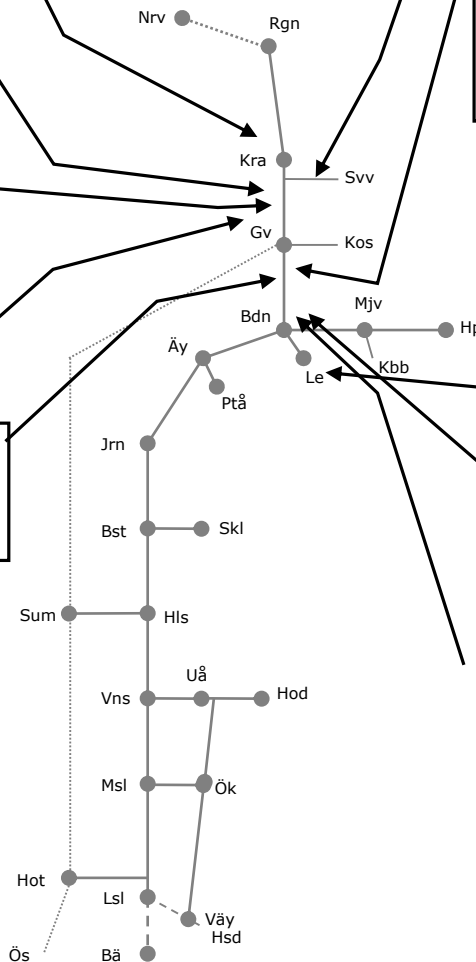 Nrv
Rgn
Kra
Svv
Gv
Kos
Mjv
Bdn
Hp
Äy
Le
Kbb
Ptå
Jrn
Bst
Skl
Sum
Hls
Uå
Vns
Hod
Msl
Ök
Hot
Lsl
Väy
Hsd
Ös
Bä